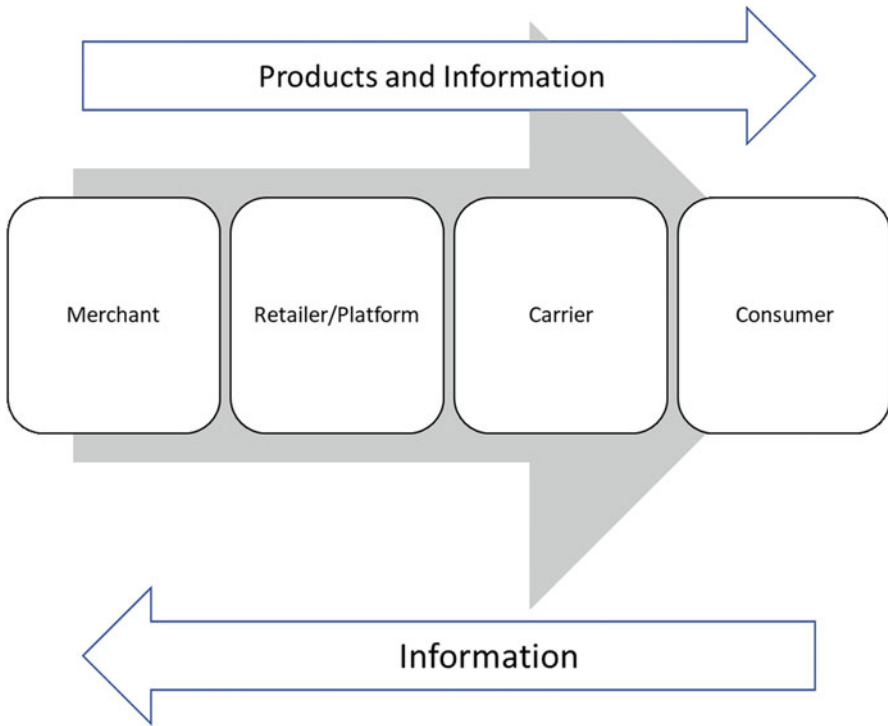 Products and Information
Merchant
Retailer/Platform
Carrier
Consumer
Information